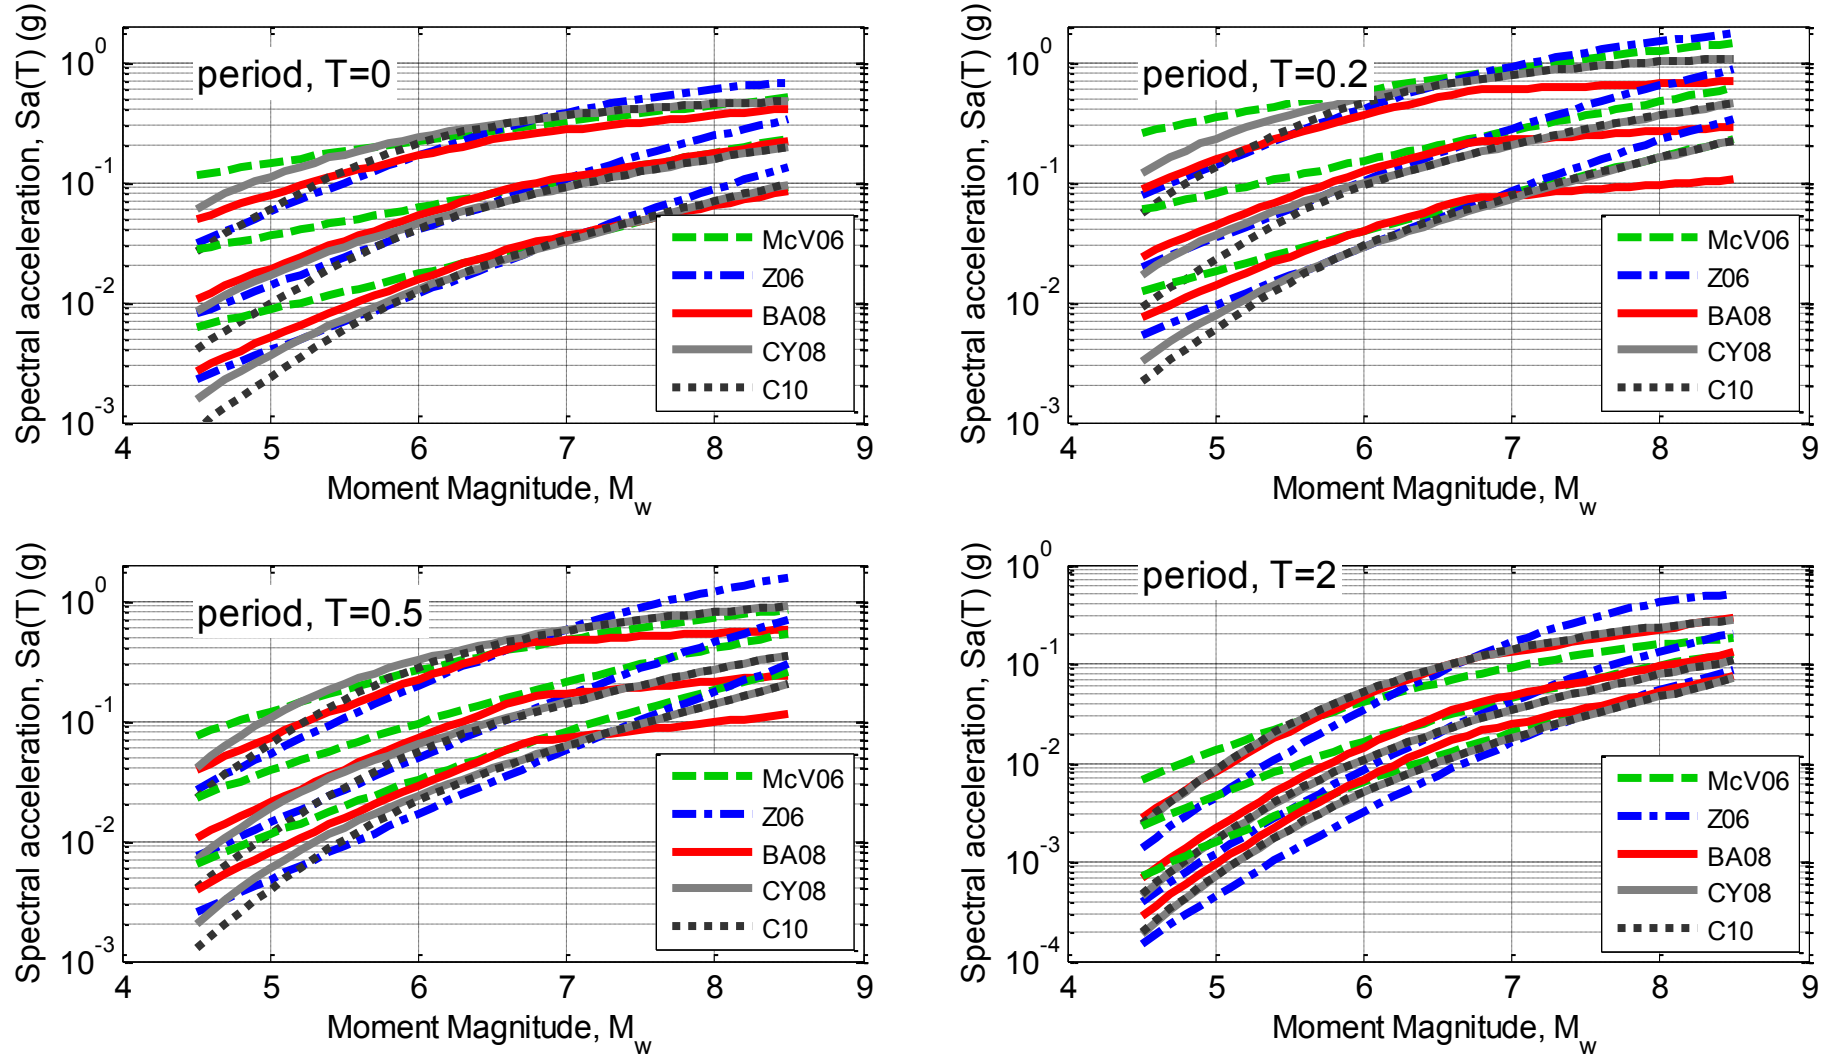 Spectral acceleration, Sa(T) (g)
10^0
10^-1
10^-2
10^-3
period, T=0
McV06
Z06
BA08
CY08
C10
4 5 6 7 8 9
Moment Magnitude, M_w
Spectral acceleration, Sa(T) (g)
10^0
10^-1
10^-2
10^-3
period, T=0.2
McV06
Z06
BA08
CY08
C10
4 5 6 7 8 9
Moment Magnitude, M_w
Spectral acceleration, Sa(T) (g)
10^0
10^-1
10^-2
10^-3
period, T=0.5
McV06
Z06
BA08
CY08
C10
4 5 6 7 8 9
Moment Magnitude, M_w
Spectral acceleration, Sa(T) (g)
10^0
10^-1
10^-2
10^-3
10^-4
period, T=2
McV06
Z06
BA08
CY08
C10
4 5 6 7 8 9
Moment Magnitude, M_w